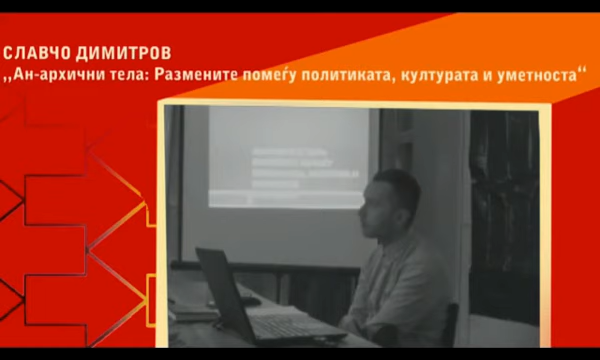 СЛАВЧО ДИМИТРОВ
„Ан-архични тела: Размените помеѓу политиката, културата и уметноста“